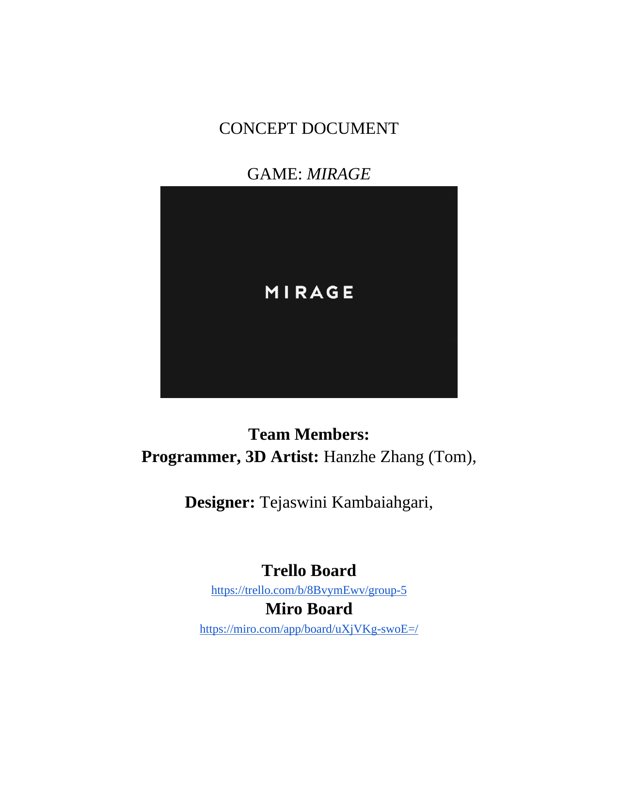 CONCEPT DOCUMENT
GAME: MIRAGE
MIRAGE
Team Members:
Programmer, 3D Artist: Hanzhe Zhang (Tom),
Designer: Tejaswini Kambaiahgari,
Trello Board
https://trello.com/b/8BvymEwv/group-5
Miro Board
https://miro.com/app/board/uXjVKg-swoE=/